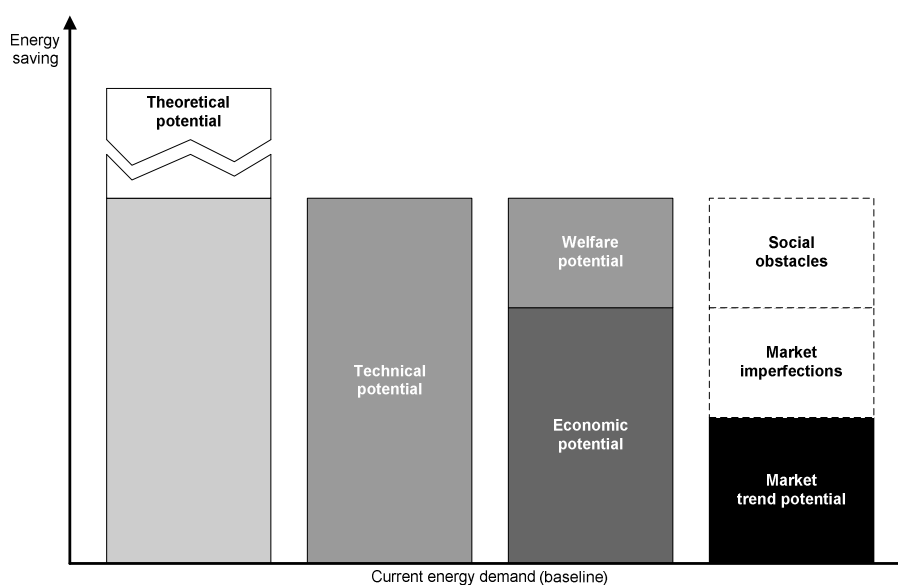 Energy
saving
Theoretical
potential
Technical
potential
Welfare
potential
Economic
potential
Social
obstacles
Market
imperfections
Market
trend potential
Current energy demand (baseline)